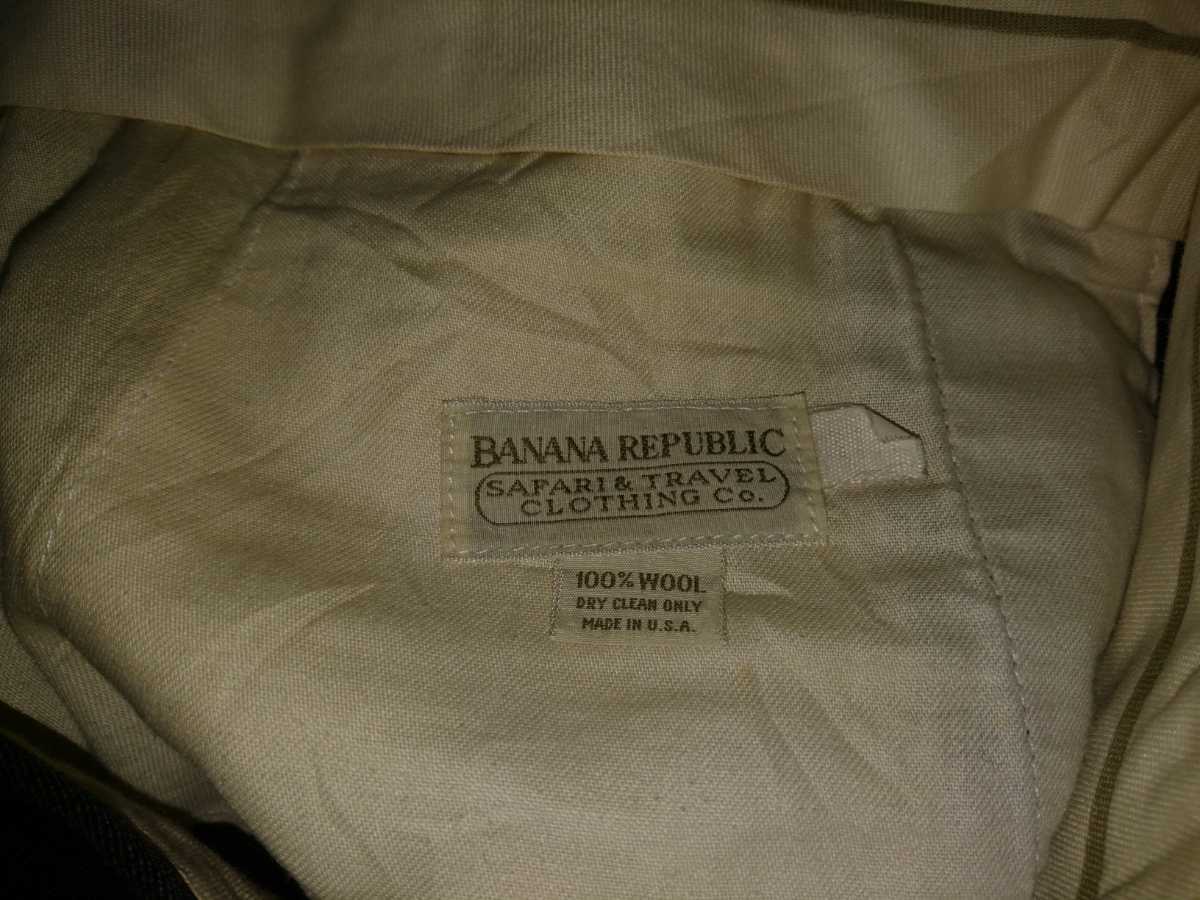 BANANA REPUBLIC
SAFARI & TRAVEL
CLOTHING Co.
100% WOOL
DRY CLEAN ONLY
MADE IN U.S.A.